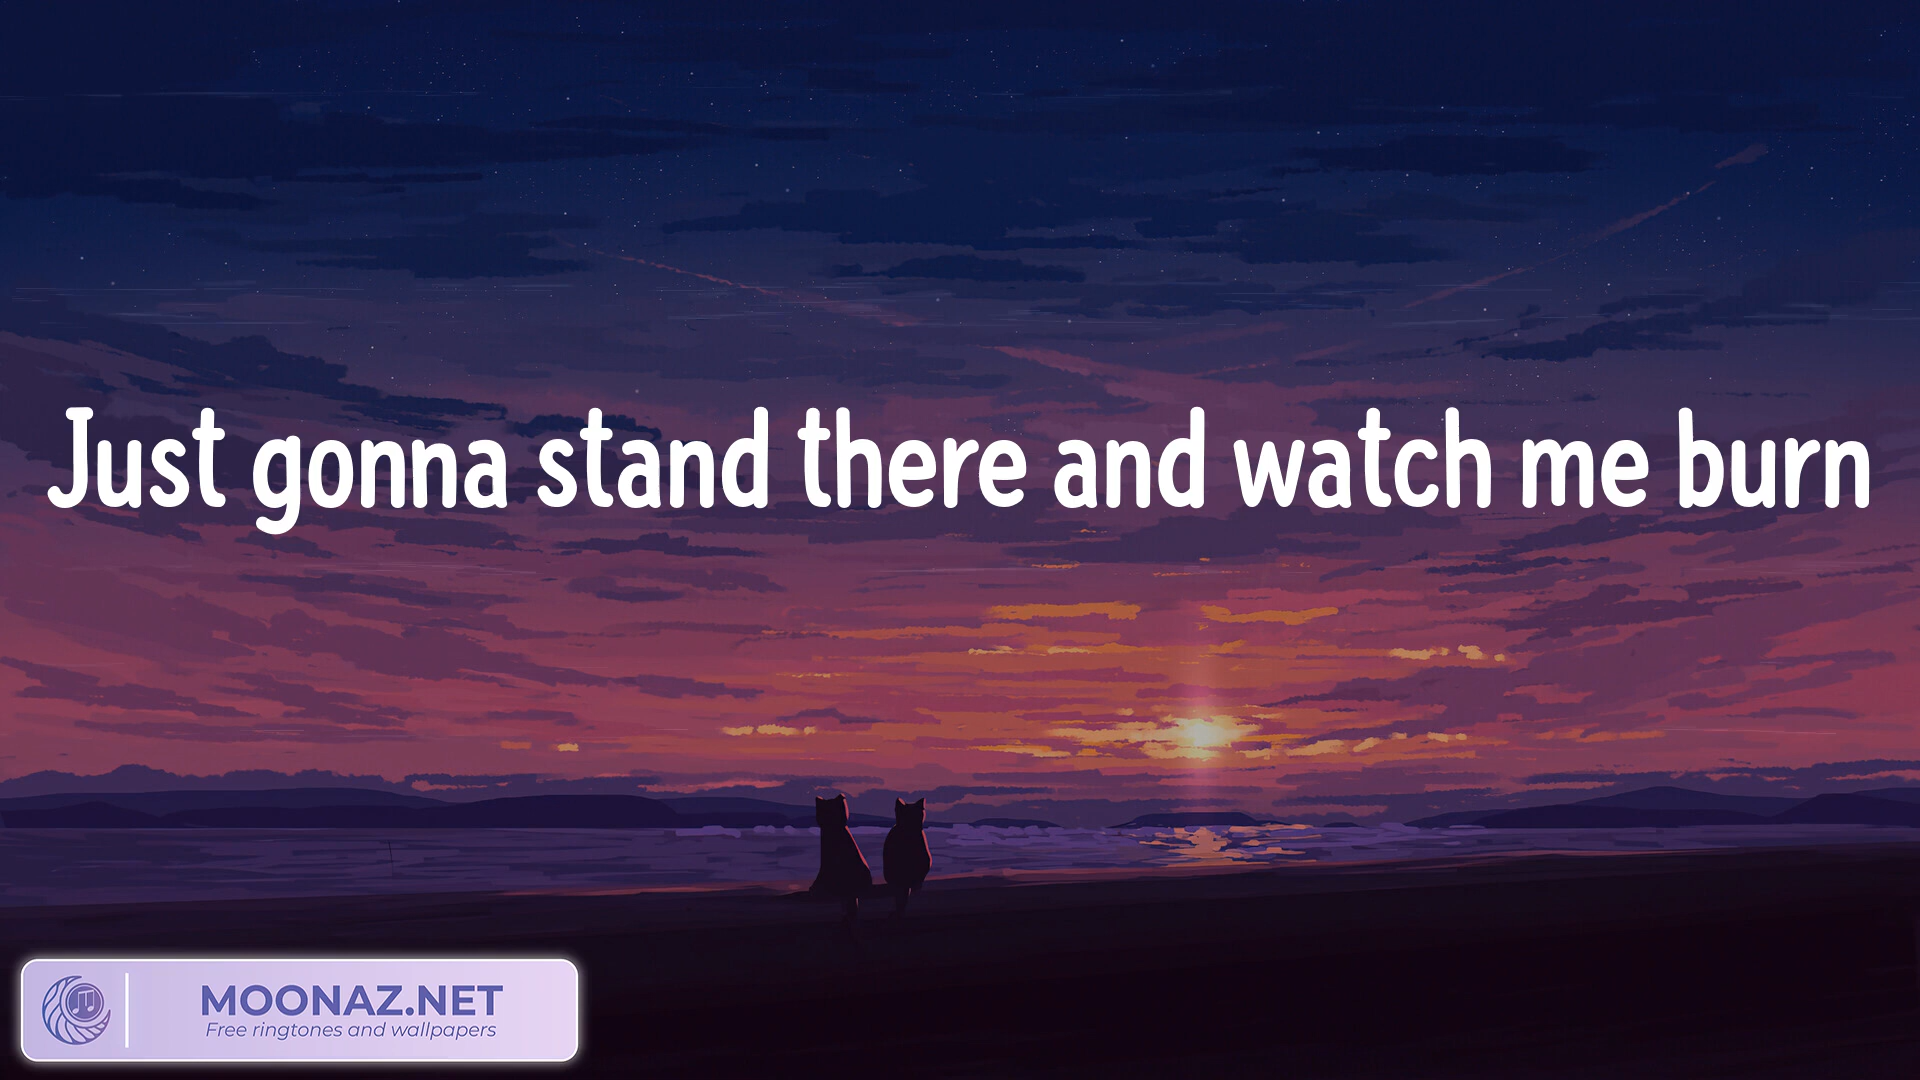 Just gonna stand there and watch me burn
MOONAZ.NET
Free ringtones and wallpapers